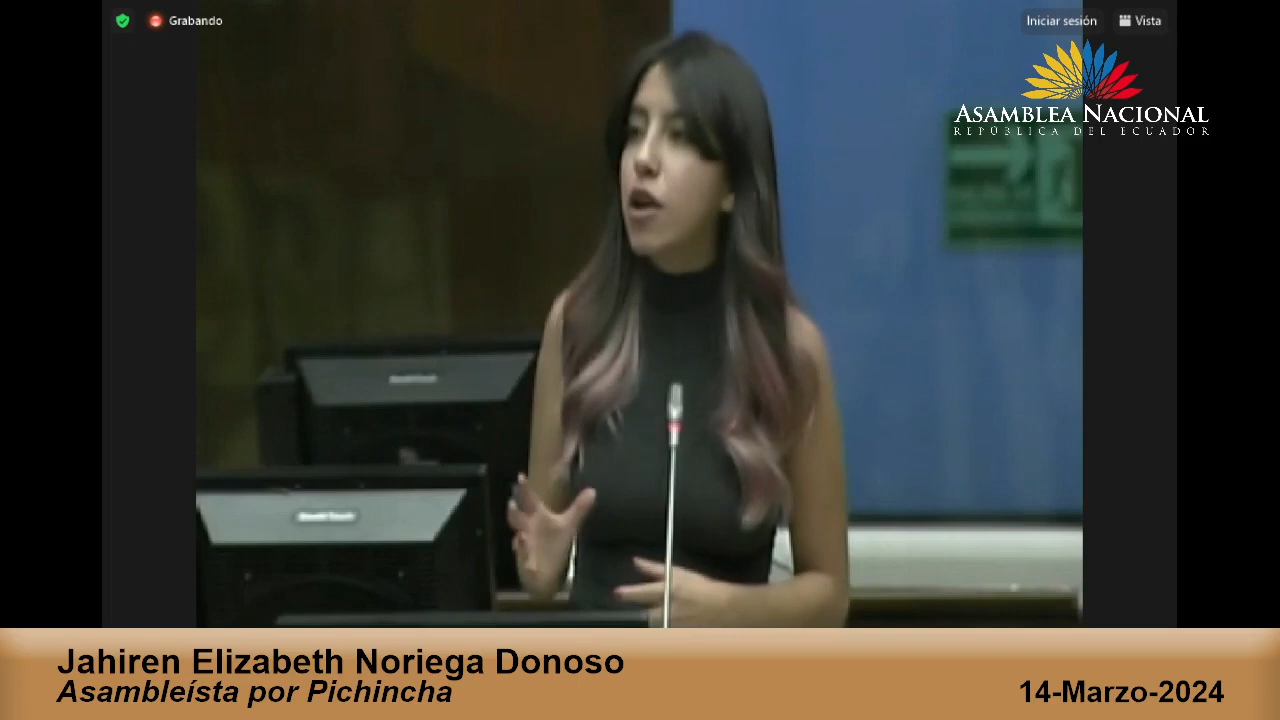 Grabando
Iniciar sesión
Vista
ASAMBLEA NACIONAL
REPÚBLICA DEL ECUADOR
Jahiren Elizabeth Noriega Donoso
Asambleísta por Pichincha
14-Marzo-2024